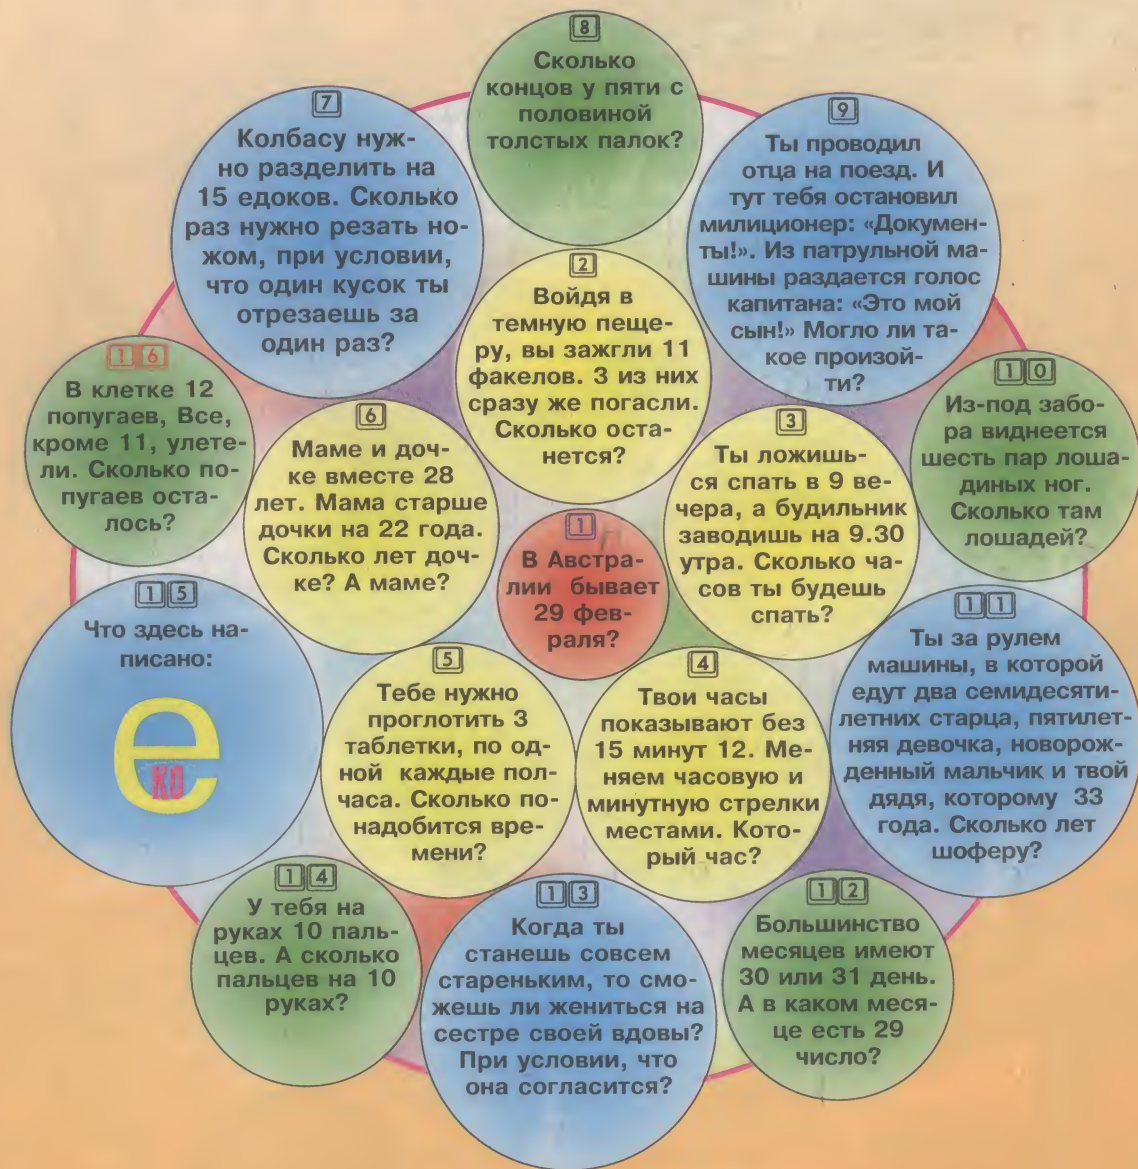 8
Сколько
концов у пяти с
половиной
толстых палок?
7
Колбасу нуж-
но разделить на
15 едоков. Сколько
раз нужно резать но-
жом, при условии,
что один кусок ты
отрезаешь за
один раз?
9
Ты проводил
отца на поезд. И
тут тебя остановил
милиционер: «Докумен-
ты!». Из патрульной ма-
шины раздается голос
капитана: «Это мой
сын!» Могло ли та-
кое произой-
ти?
2
Войдя в
темную пеще-
ру, вы зажгли 11
факелов. 3 из них
сразу же погасли.
Сколько оста-
нется?
16
В клетке 12
попугаев, Все,
кроме 11, улете-
ли. Сколько по-
пугаев оста-
лось?
6
Маме и доч-
ке вместе 28
лет. Мама старше
дочки на 22 года.
Сколько лет доч-
ке? А маме?
3
Ты ложишь-
ся спать в 9 ве-
чера, а будильник
заводишь на 9.30
утра. Сколько ча-
сов ты будешь
спать?
10
Из-под забо-
ра виднеется
шесть пар лоша-
диных ног.
Сколько там
лошадей?
1
В Австра-
лии бывает
29 фев-
раля?
15
Что здесь на-
писано:
е
КО
5
Тебе нужно
проглотить 3
таблетки, по од-
ной каждые пол-
часа. Сколько по-
надобится вре-
мени?
4
Твои часы
показывают без
15 минут 12. Ме-
няем часовую и
минутную стрелки
местами. Кото-
рый час?
11
Ты за рулем
машины, в которой
едут два семидесяти-
летних старца, пятилет-
няя девочка, новорож-
денный мальчик и твой
дядя, которому 33
года. Сколько лет
шоферу?
14
У тебя на
руках 10 паль-
цев. А сколько
пальцев на 10
руках?
13
Когда ты
станешь совсем
стареньким, то смо-
жешь ли жениться на
сестре своей вдовы?
При условии, что
она согласится?
12
Большинство
месяцев имеют
30 или 31 день.
А в каком меся-
це есть 29
число?